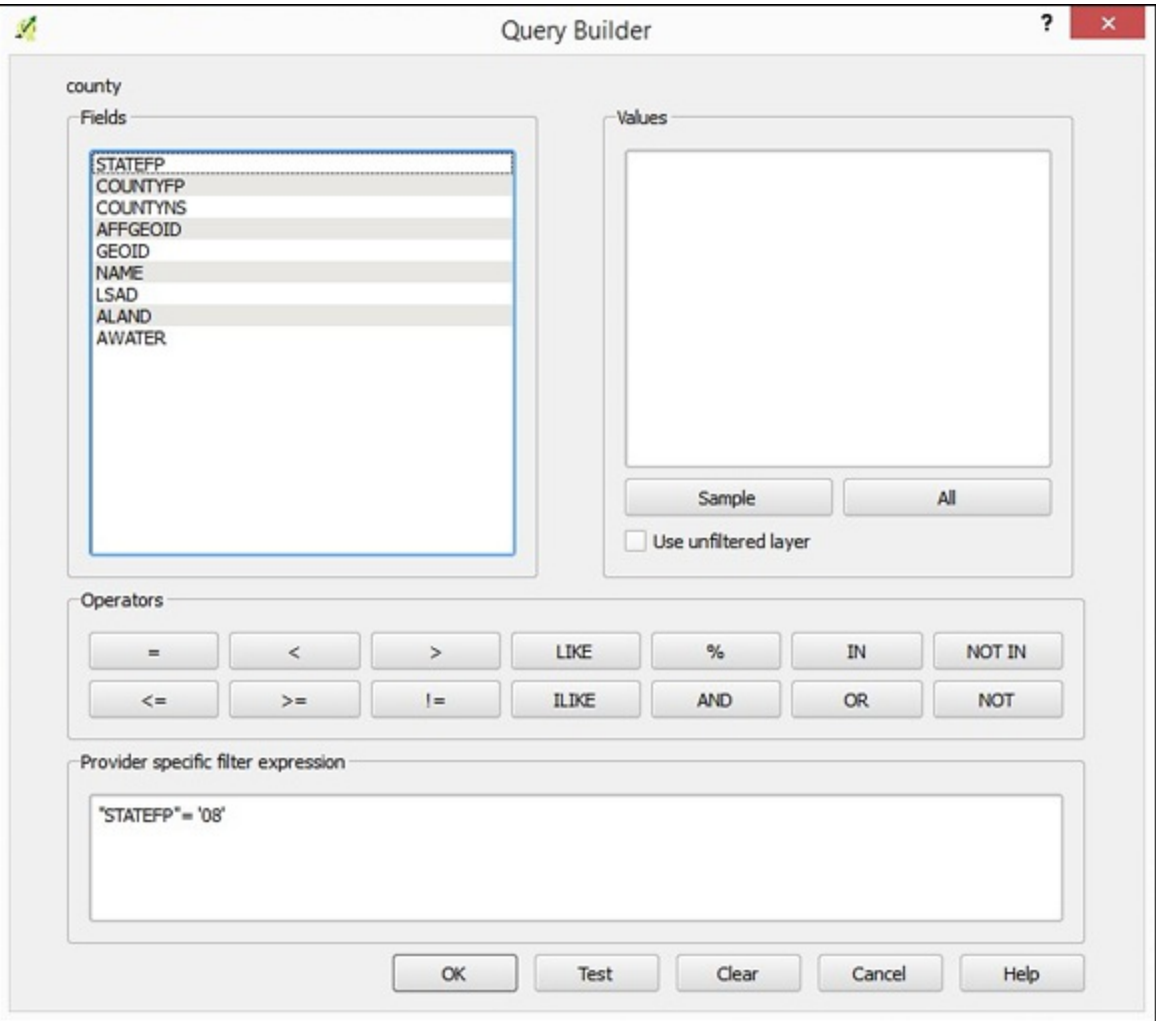 Query Builder
?
×
county
Fields
STATEFP
COUNTYFP
COUNTYNS
AFFGEOID
GEOID
NAME
LSAD
ALAND
AWATER
Values
Sample
All
Use unfiltered layer
Operators
= < > LIKE % IN NOT IN
<= >= != ILIKE AND OR NOT
Provider specific filter expression
"STATEFP"= '08'
OK Test Clear Cancel Help